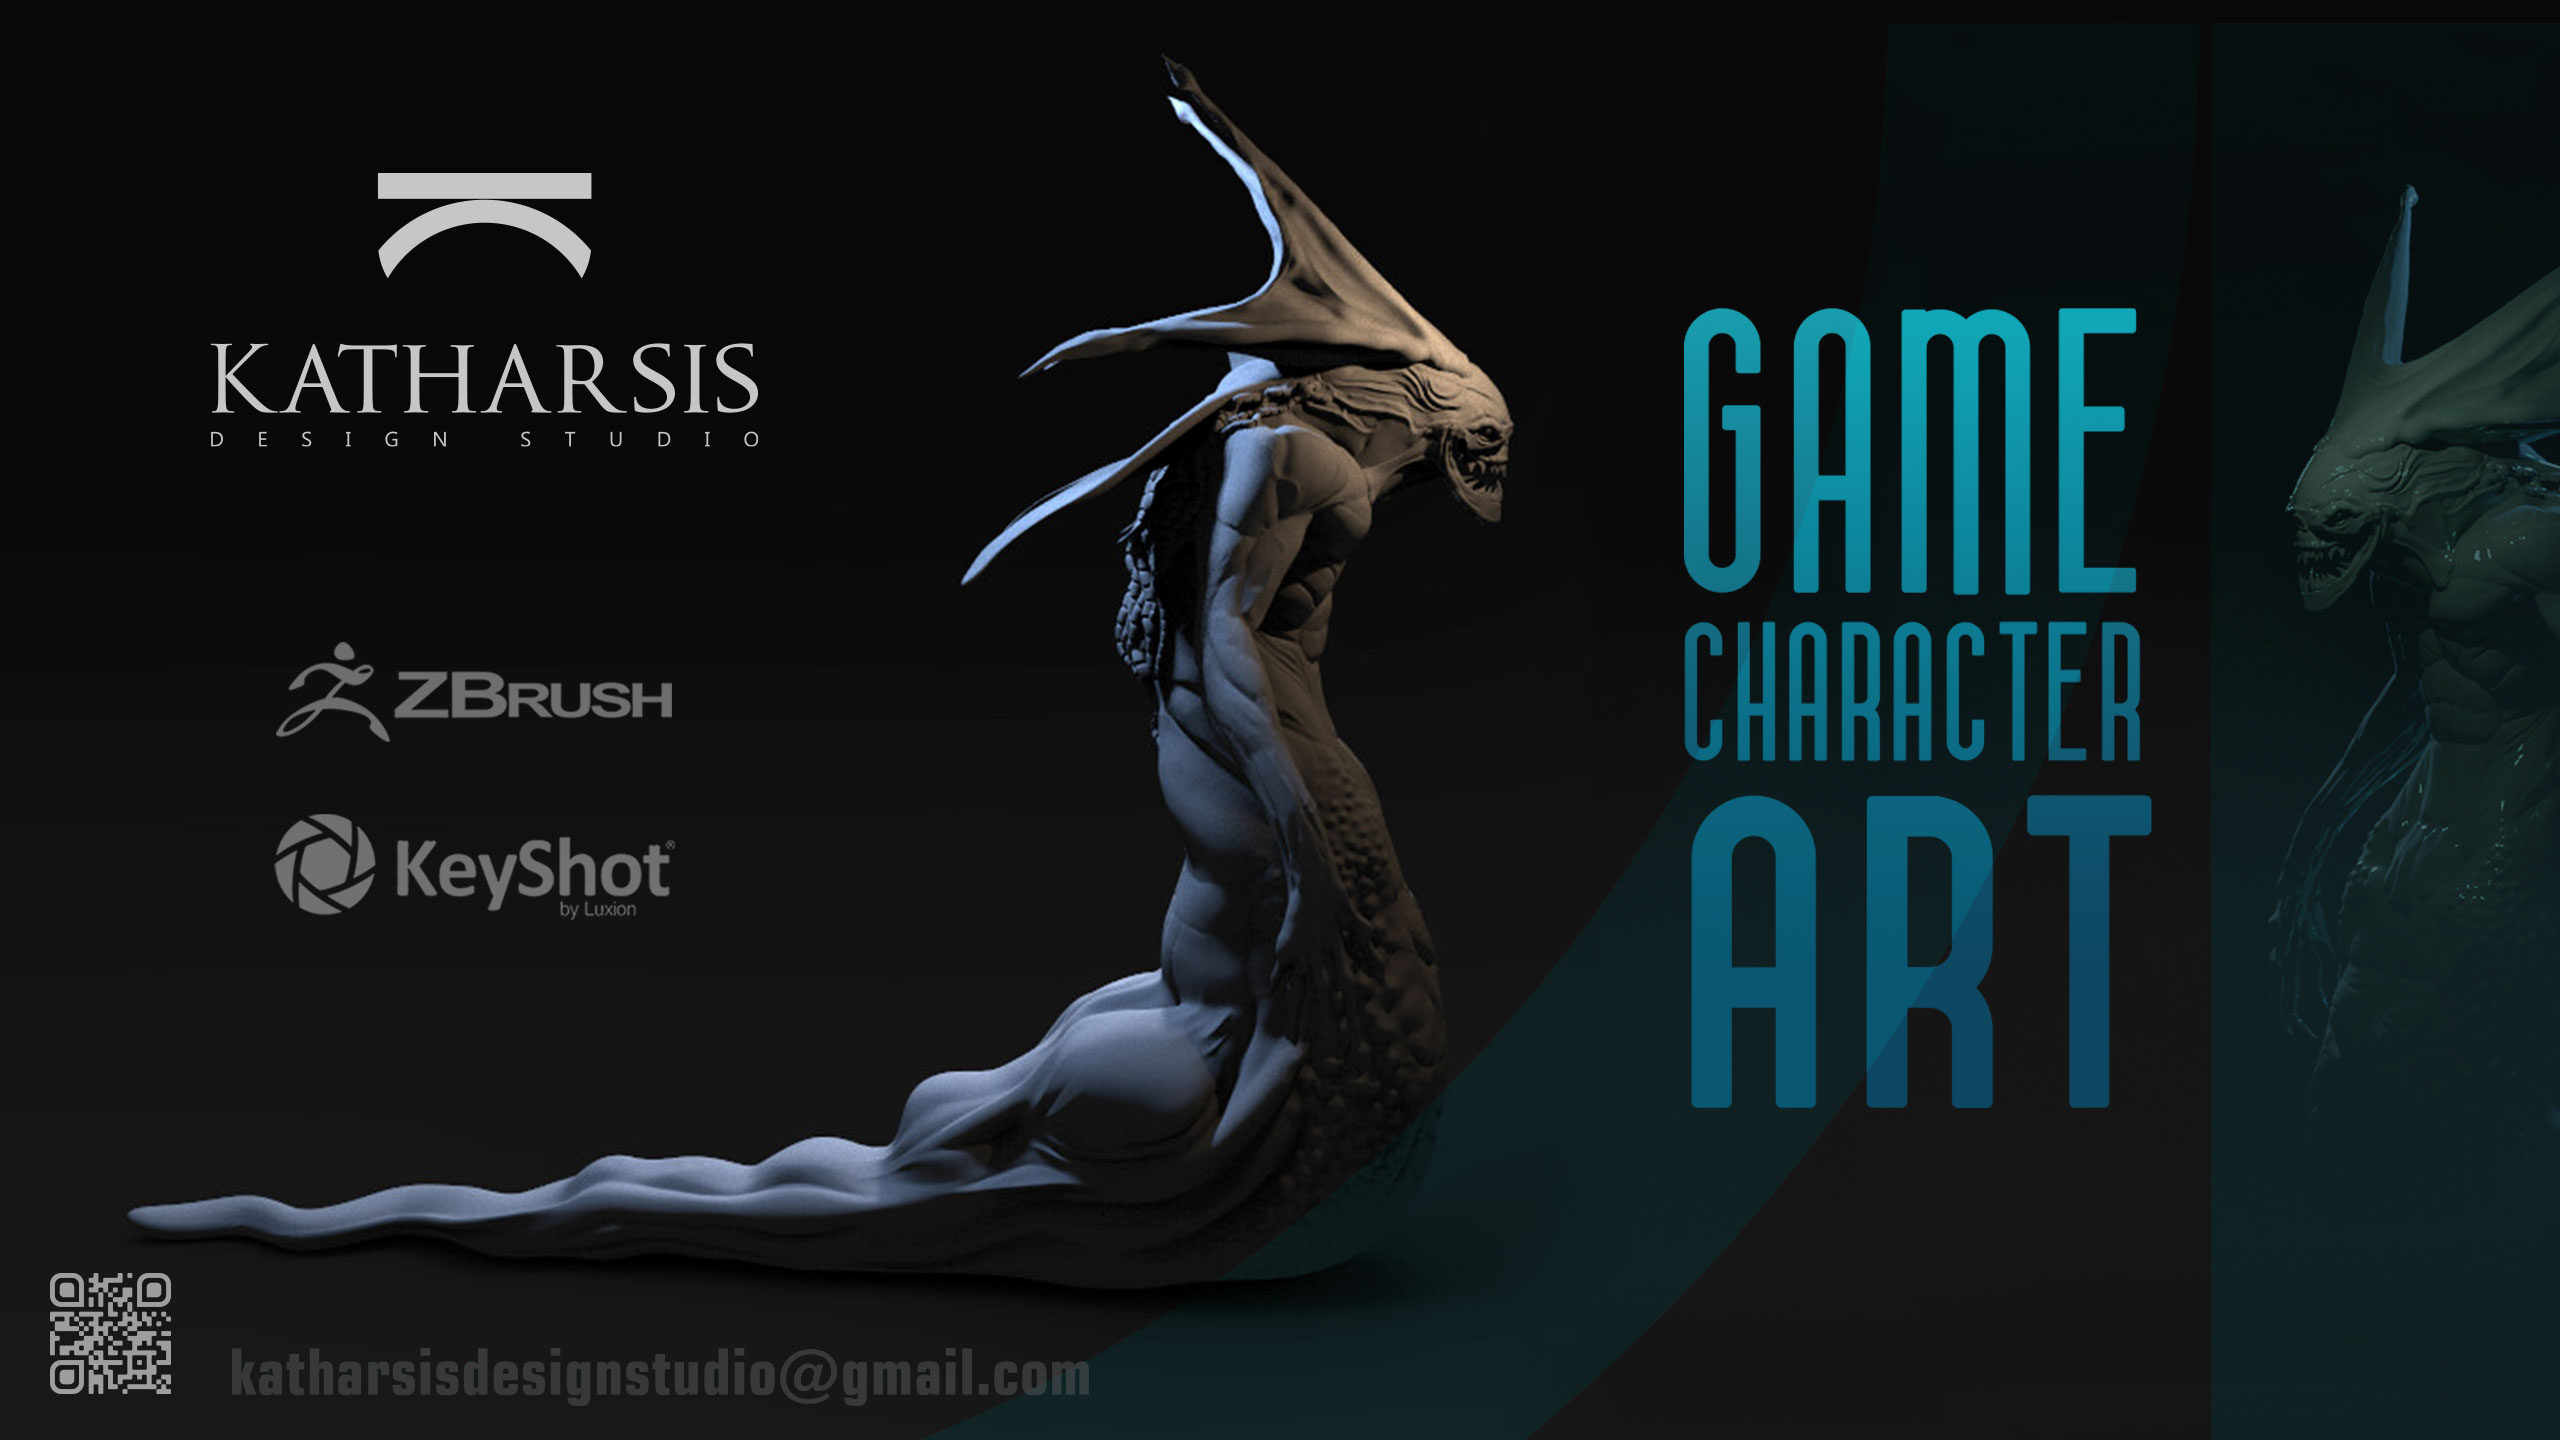 KATHARSIS
DESIGN STUDIO
ZBRUSH
KeyShot®
by Luxion
GAME
CHARACTER
ART
katharsisdesignstudio@gmail.com